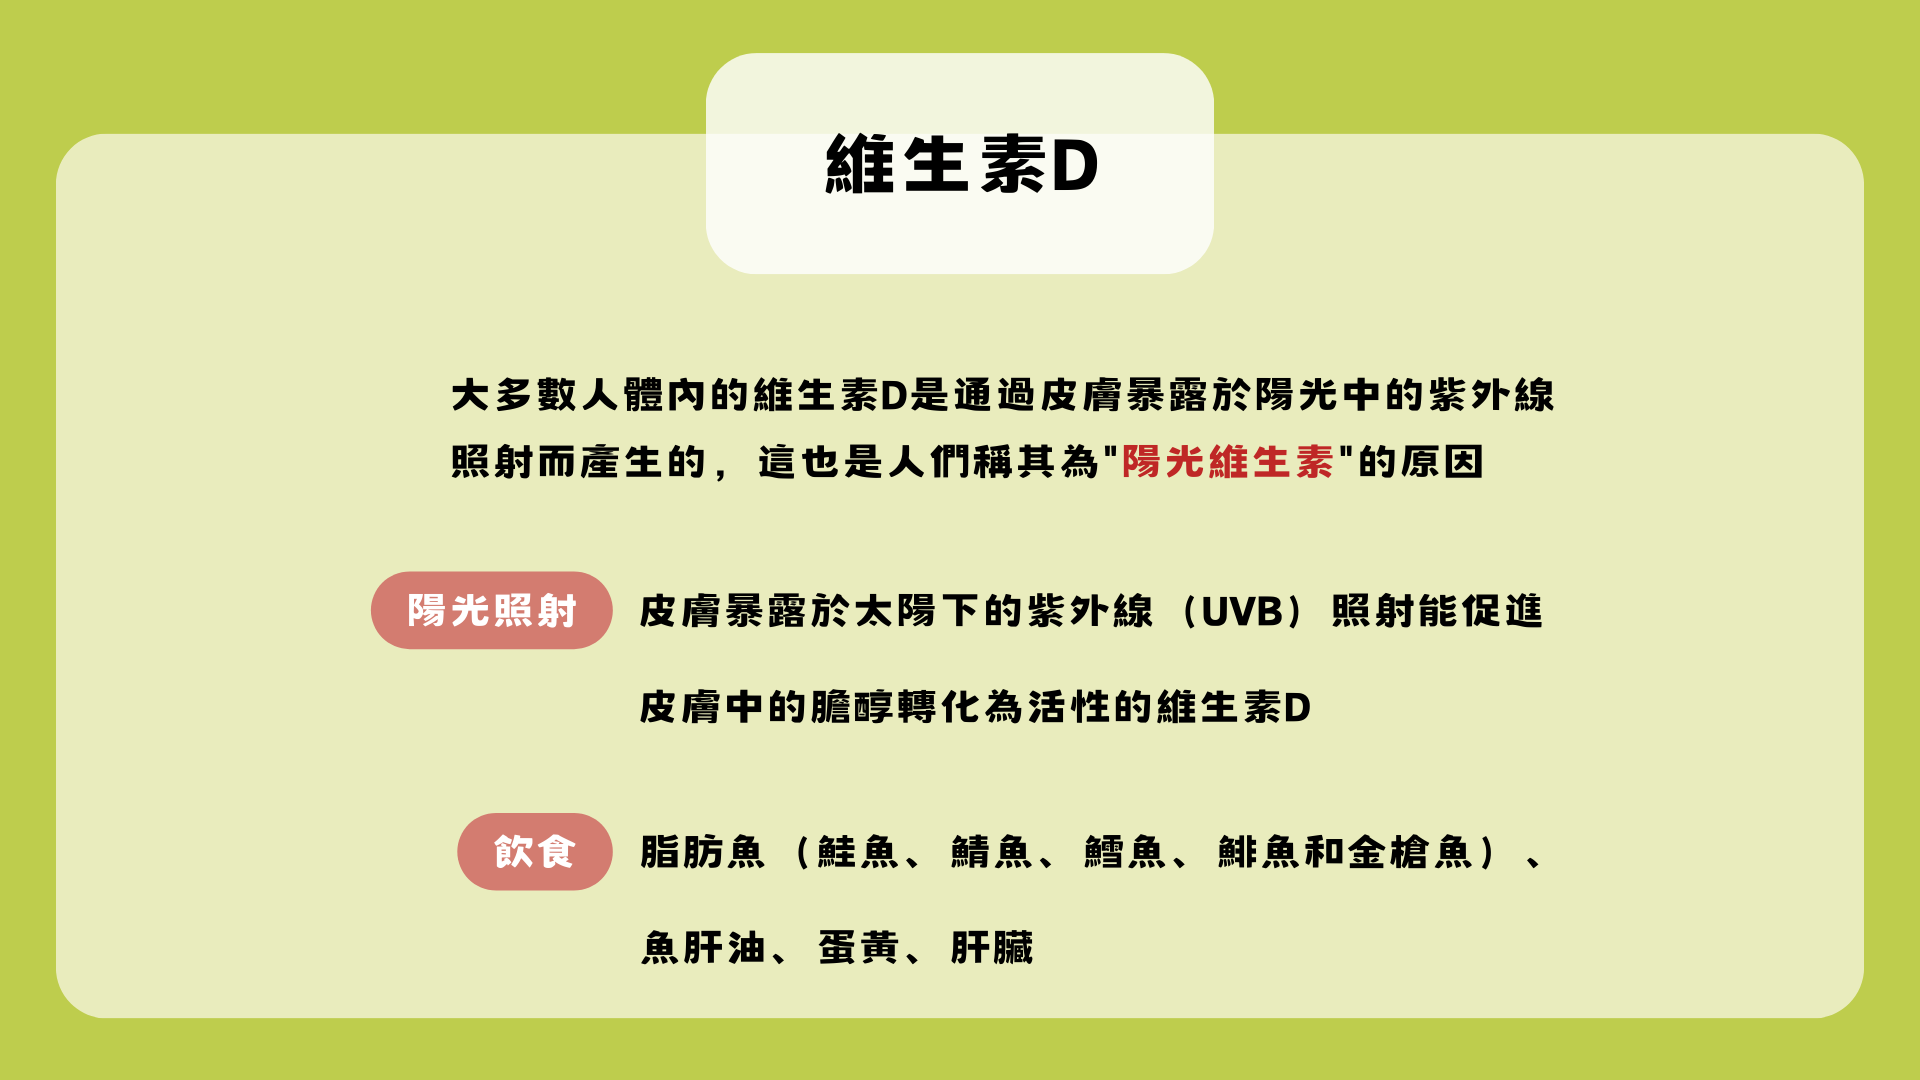 維生素D
大多數人體內的維生素D是通過皮膚暴露於陽光中的紫外線
照射而產生的，這也是人們稱其為"陽光維生素"的原因
陽光照射
皮膚暴露於太陽下的紫外線（UVB）照射能促進
皮膚中的膽醇轉化為活性的維生素D
飲食
脂肪魚（鮭魚、鯖魚、鱈魚、鯡魚和金槍魚）、
魚肝油、蛋黃、肝臟